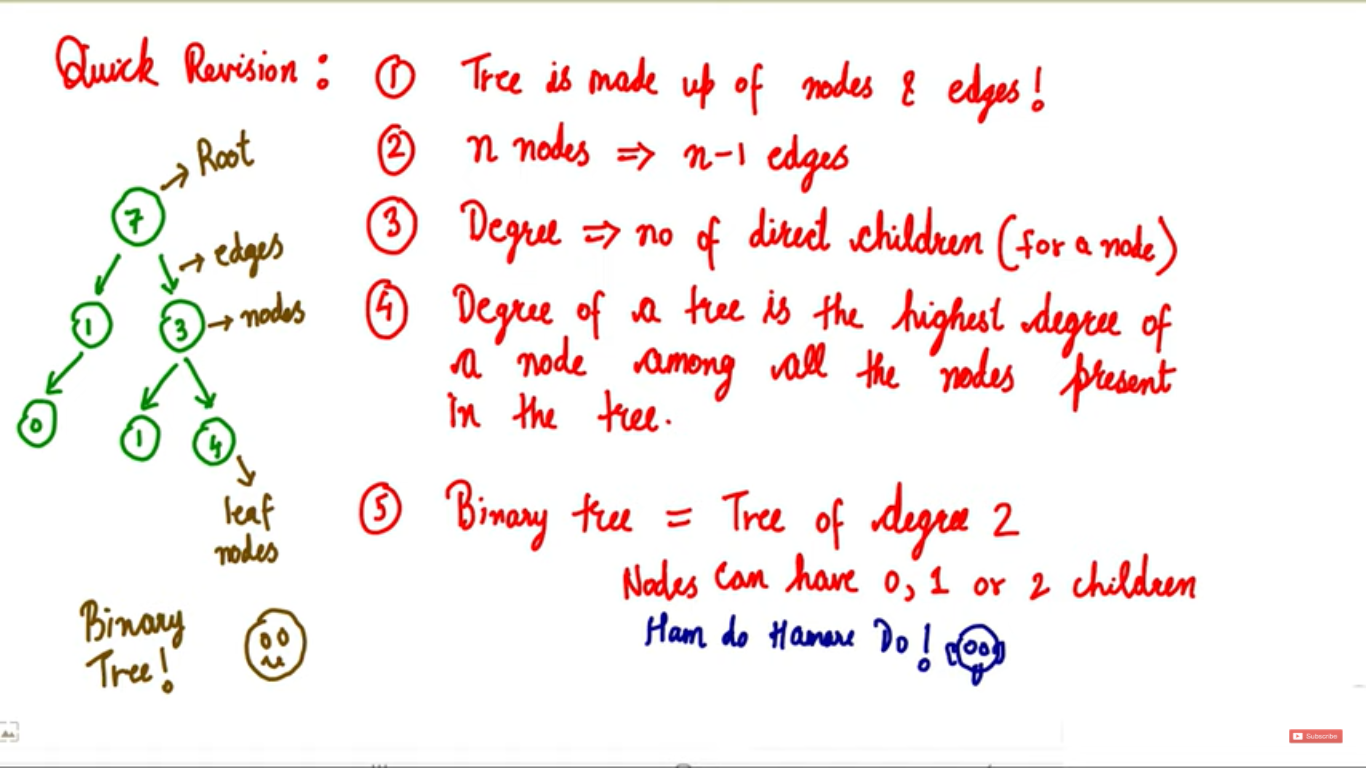 Quick Revision :
① Tree is made up of nodes & edges!
② n nodes => n-1 edges
③ Degree => no of direct children (for a node)
④ Degree of a tree is the highest degree of
a node among all the nodes present
in the tree.
⑤ Binary tree = Tree of degree 2
Nodes can have 0, 1 or 2 children
Ham do Hamare Do!
Root
7
edges
1
3
nodes
0
1
4
leaf
nodes
Binary
Tree!
Subscribe